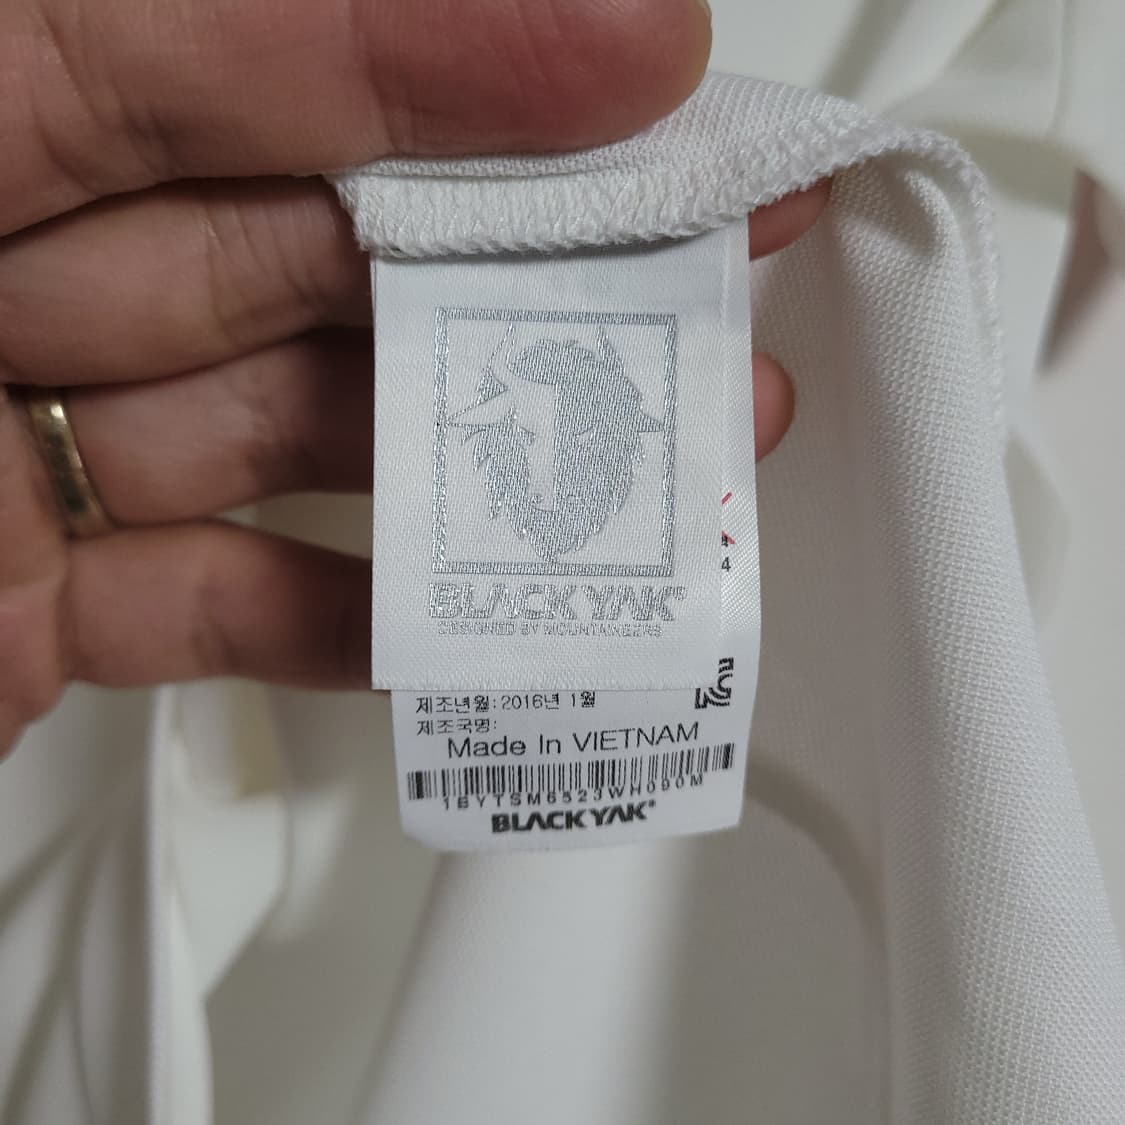 BLACKYAK®
DESIGNED BY MOUNTAINEERS
4
제조년월: 2016년 1월
제조국명:
Made In VIETNAM
1BYTSM6523WH090M
BLACKYAK®